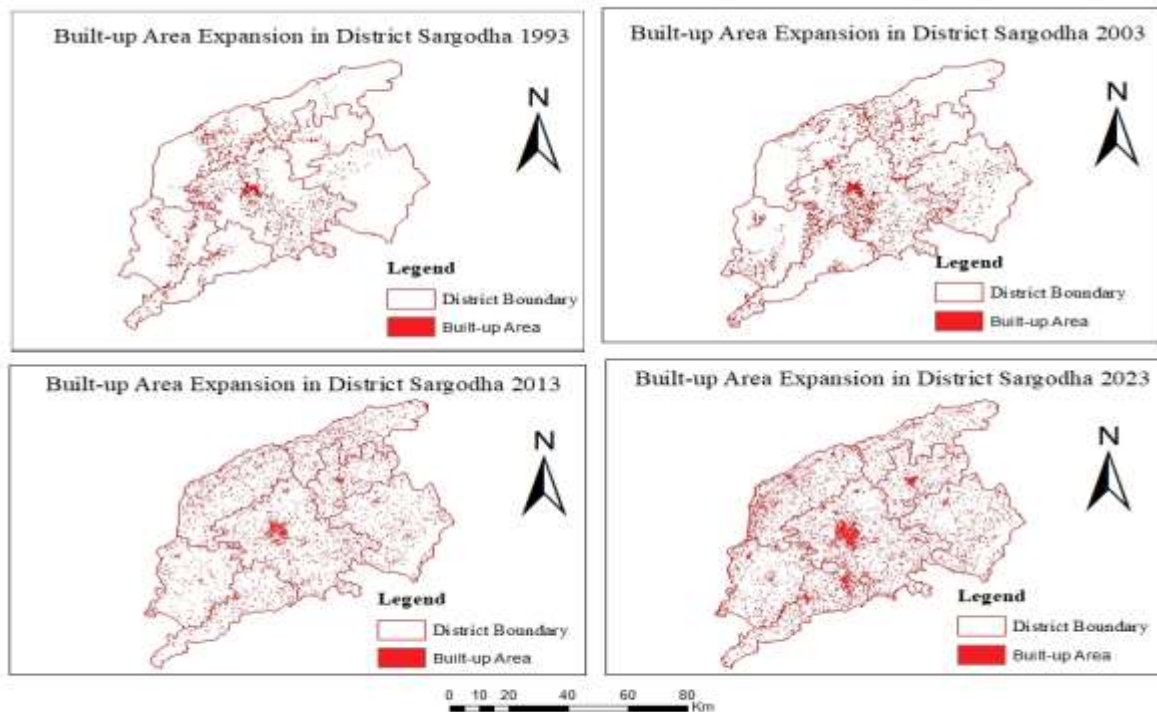 Built-up Area Expansion in District Sargodha 1993
N
Legend
District Boundary
Built-up Area
Built-up Area Expansion in District Sargodha 2003
N
Legend
District Boundary
Built-up Area
Built-up Area Expansion in District Sargodha 2013
N
Legend
District Boundary
Built-up Area
Built-up Area Expansion in District Sargodha 2023
N
Legend
District Boundary
Built-up Area
0 10 20 40 60 80
Km